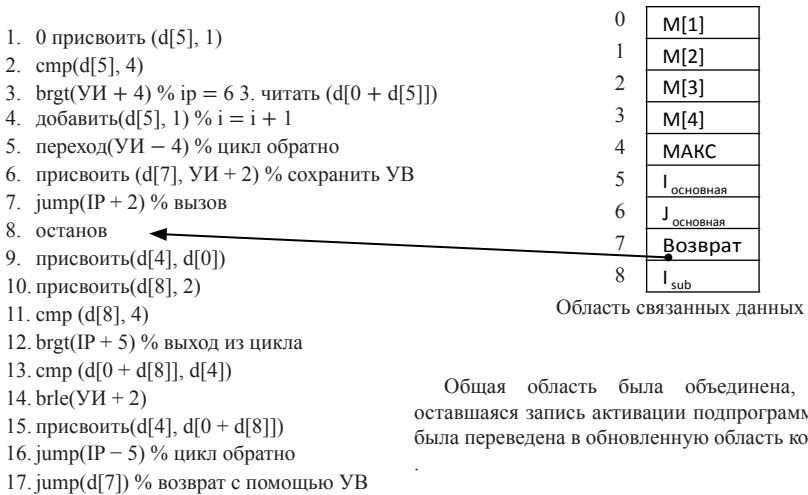 1. 0 присвоить (d[5], 1)
2. cmp(d[5], 4)
3. brgt(УИ + 4) % ip = 6 3. читать (d[0 + d[5]])
4. добавить(d[5], 1) % i = i + 1
5. переход(УИ − 4) % цикл обратно
6. присвоить (d[7], УИ + 2) % сохранить УВ
7. jump(IP + 2) % вызов
8. останов
9. присвоить(d[4], d[0])
10. присвоить(d[8], 2)
11. cmp (d[8], 4)
12. brgt(IP + 5) % выход из цикла
13. cmp (d[0 + d[8]], d[4])
14. brle(УИ + 2)
15. присвоить(d[4], d[0 + d[8]])
16. jump(IP − 5) % цикл обратно
17. jump(d[7]) % возврат с помощью УВ
0 М[1]
1 М[2]
2 М[3]
3 М[4]
4 МАКС
5 I основная
6 J основная
7 Возврат
8 I sub
Область связанных данных
Общая область была объединена,
оставшаяся запись активации подпрограмм
была переведена в обновленную область ко
.